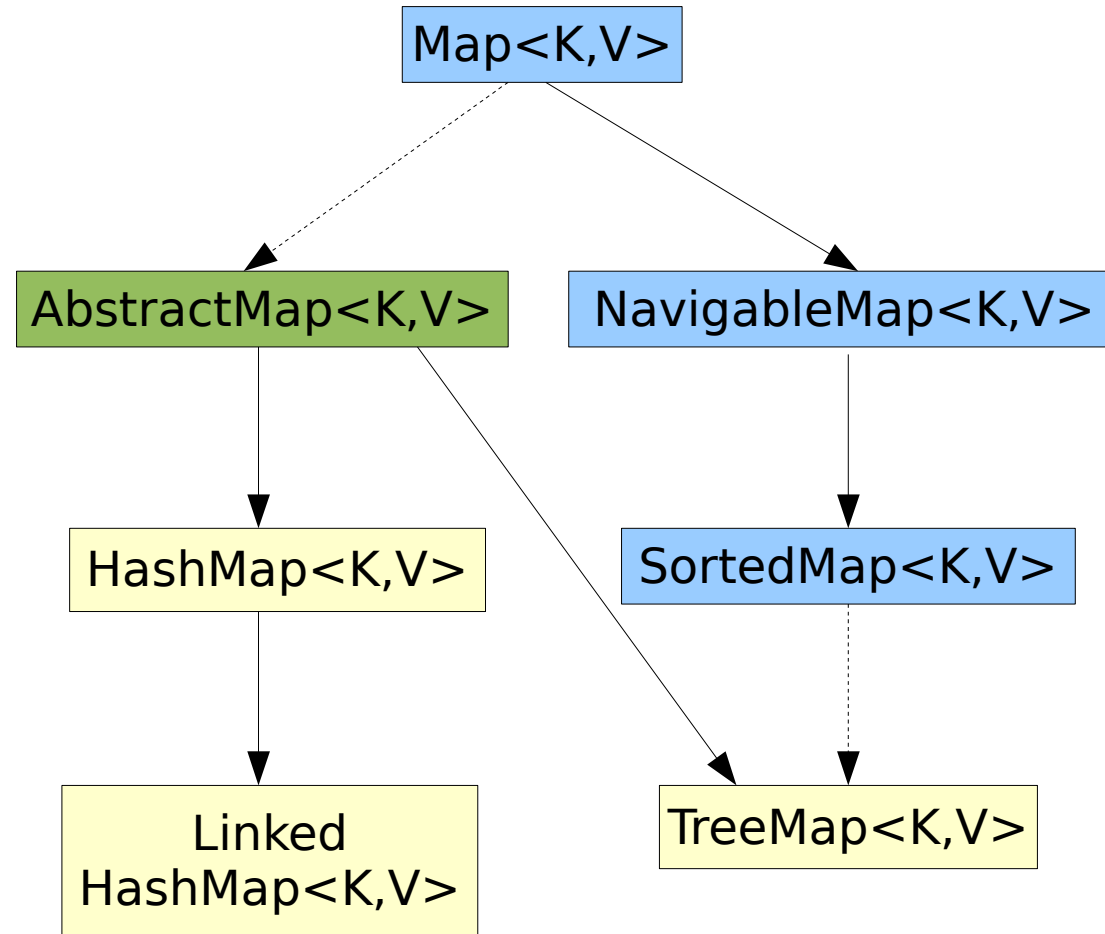 Map<K,V>
AbstractMap<K,V>
NavigableMap<K,V>
HashMap<K,V>
SortedMap<K,V>
Linked
HashMap<K,V>
TreeMap<K,V>